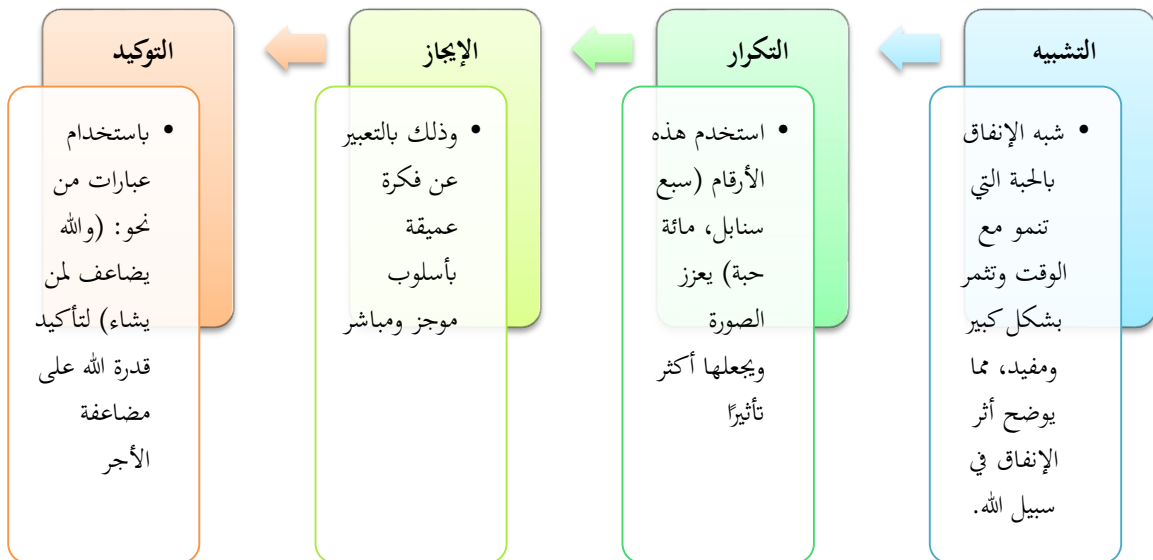 التشبيه
• شبه الإنفاق
بالحبة التي
تنمو مع
الوقت وتثمر
بشكل كبير
ومفيد، مما
يوضح أثر
الإنفاق في
سبيل الله.
التكرار
• استخدم هذه
الأرقام (سبع
سنابل، مائة
حبة) يعزز
الصورة
ويجعلها أكثر
تأثيرًا
الإيجاز
• وذلك بالتعبير
عن فكرة
عميقة
بأسلوب
موجز ومباشر
التوكيد
• باستخدام
عبارات من
نحو: (والله
يضاعف لمن
يشاء) لتأكيد
قدرة الله على
مضاعفة
الأجر